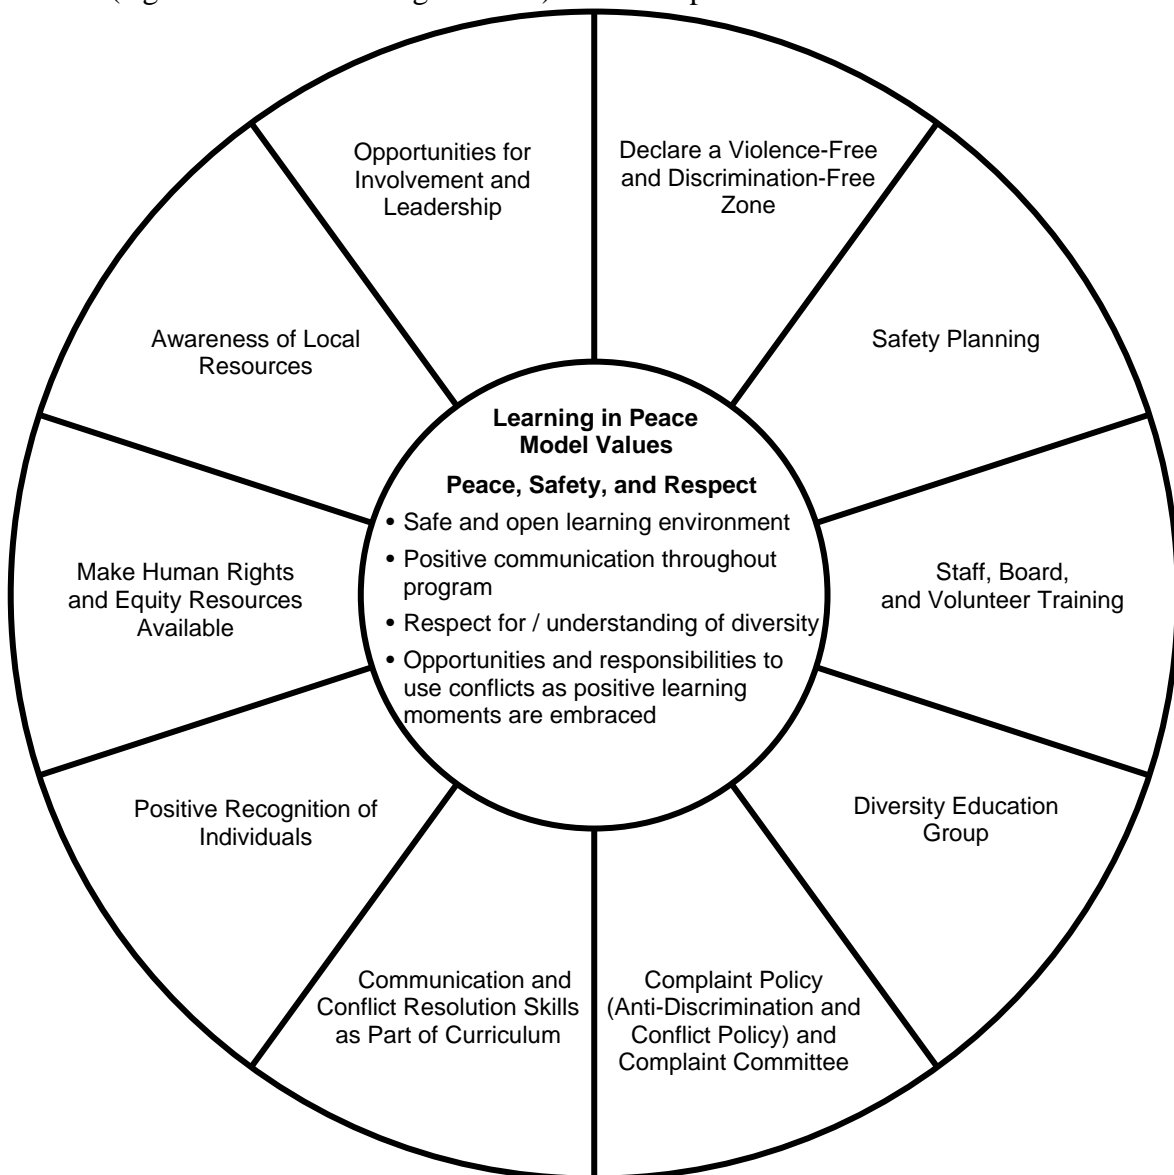 Opportunities for
Involvement and
Leadership
Declare a Violence-Free
and Discrimination-Free
Zone
Safety Planning
Staff, Board,
and Volunteer Training
Diversity Education
Group
Complaint Policy
(Anti-Discrimination and
Conflict Policy) and
Complaint Committee
Communication and
Conflict Resolution Skills
as Part of Curriculum
Positive Recognition of
Individuals
Make Human Rights
and Equity Resources
Available
Awareness of Local
Resources
Learning in Peace
Model Values
Peace, Safety, and Respect
• Safe and open learning environment
• Positive communication throughout
program
• Respect for / understanding of diversity
• Opportunities and responsibilities to
use conflicts as positive learning
moments are embraced